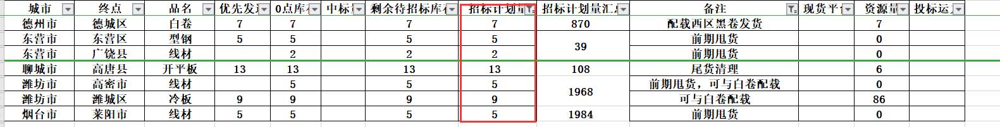 城市 终点 品名 优先发运 0点库存 中标量 剩余待招标库存 招标计划量 招标计划量汇总 备注 现货平台 资源量 投标运
德州市 德城区 白卷 7 7 7 7 870 配载西区黑卷发货 7
东营市 东营区 型钢 5 5 5 5 39 前期甩货 0
东营市 广饶县 线材 2 2 2 前期甩货 0
聊城市 高唐县 开平板 13 13 13 13 108 尾货清理 6
潍坊市 高密市 线材 5 5 5 1968 前期甩货，可与白卷配载 0
潍坊市 潍城区 冷板 9 9 9 9 可与白卷配载 86
烟台市 莱阳市 线材 5 5 5 5 1984 前期甩货 0